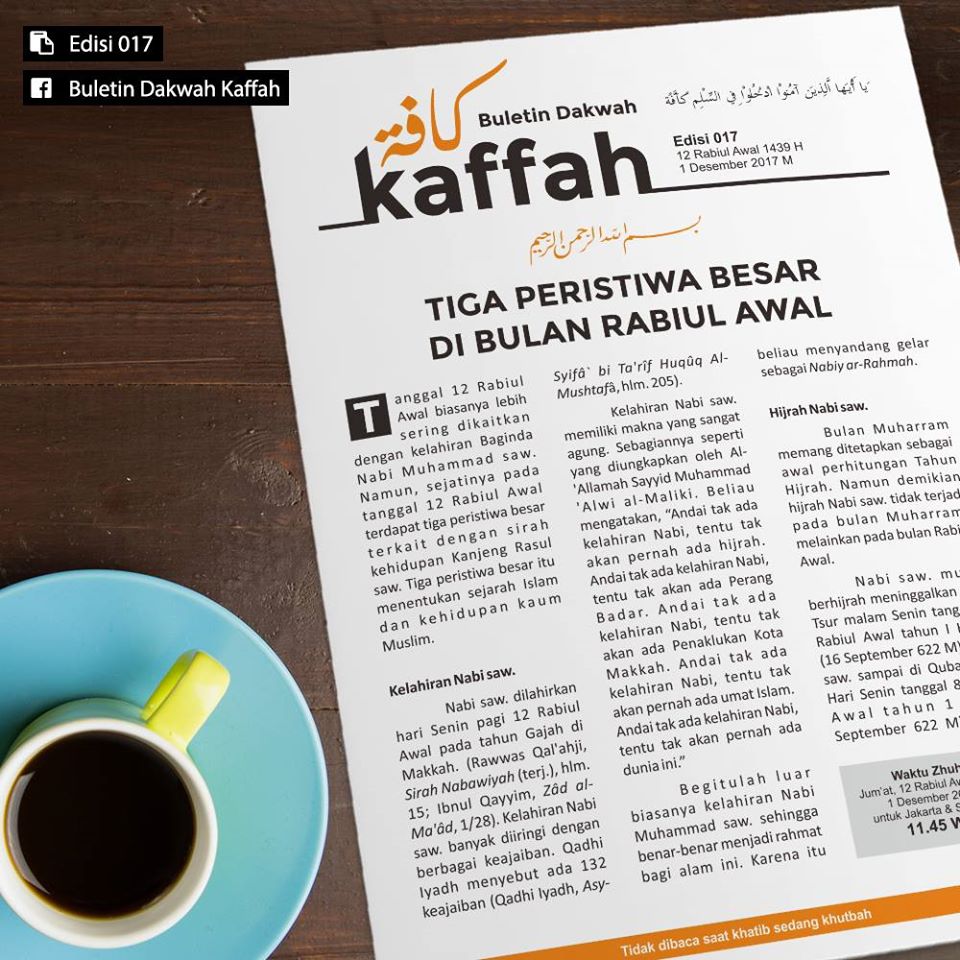 Edisi 017
Buletin Dakwah Kaffah
كافة
Buletin Dakwah
kaffah
يَا أَيُّهَا الَّذِينَ آمَنُوا ادْخُلُوا فِي السِّلْمِ كَآفَّةً
Edisi 017
12 Rabiul Awal 1439 H
1 Desember 2017 M
بسم الله الرحمن الرحيم
TIGA PERISTIWA BESAR
DI BULAN RABIUL AWAL
Tanggal 12 Rabiul
Awal biasanya lebih
sering dikaitkan
dengan kelahiran Baginda
Nabi Muhammad saw.
Namun, sejatinya pada
tanggal 12 Rabiul Awal
terdapat tiga peristiwa besar
terkait dengan sirah
kehidupan Kanjeng Rasul
saw. Tiga peristiwa besar itu
menentukan sejarah Islam
dan kehidupan kaum
Muslim.
Kelahiran Nabi saw.
Nabi saw. dilahirkan
hari Senin pagi 12 Rabiul
Awal pada tahun Gajah di
Makkah. (Rawwas Qal'ahji,
Sirah Nabawiyah (terj.), hlm.
15; Ibnul Qayyim, Zâd al-
Ma'âd, 1/28). Kelahiran Nabi
saw. banyak diiringi dengan
berbagai keajaiban. Qadhi
Iyadh menyebut ada 132
keajaiban (Qadhi Iyadh, Asy-
Syifâ` bi Ta'rîf Huqûq Al-
Mushtafâ, hlm. 205).
Kelahiran Nabi saw.
memiliki makna yang sangat
agung. Sebagiannya seperti
yang diungkapkan oleh Al-
'Allamah Sayyid Muhammad
'Alwi al-Maliki. Beliau
mengatakan, “Andai tak ada
kelahiran Nabi, tentu tak
akan pernah ada hijrah.
Andai tak ada kelahiran Nabi,
tentu tak akan ada Perang
Badar. Andai tak ada
kelahiran Nabi, tentu tak
akan ada Penaklukan Kota
Makkah. Andai tak ada
kelahiran Nabi, tentu tak
akan pernah ada umat Islam.
Andai tak ada kelahiran Nabi,
tentu tak akan pernah ada
dunia ini.”
Begitulah luar
biasanya kelahiran Nabi
Muhammad saw. sehingga
benar-benar menjadi rahmat
bagi alam ini. Karena itu
beliau menyandang gelar
sebagai Nabiy ar-Rahmah.
Hijrah Nabi saw.
Bulan Muharram
memang ditetapkan sebagai
awal perhitungan Tahun
Hijrah. Namun demikian
hijrah Nabi saw. tidak terjad
pada bulan Muharram
melainkan pada bulan Rabi
Awal.
Nabi saw. mu
berhijrah meninggalkan
Tsur malam Senin tang
Rabiul Awal tahun I H
(16 September 622 M)
saw. sampai di Quba
Hari Senin tanggal 8
Awal tahun 1
September 622 M
Waktu Zhuh
Jum'at, 12 Rabiul Aw
1 Desember 20
untuk Jakarta & S
11.45 W
Tidak dibaca saat khatib sedang khutbah